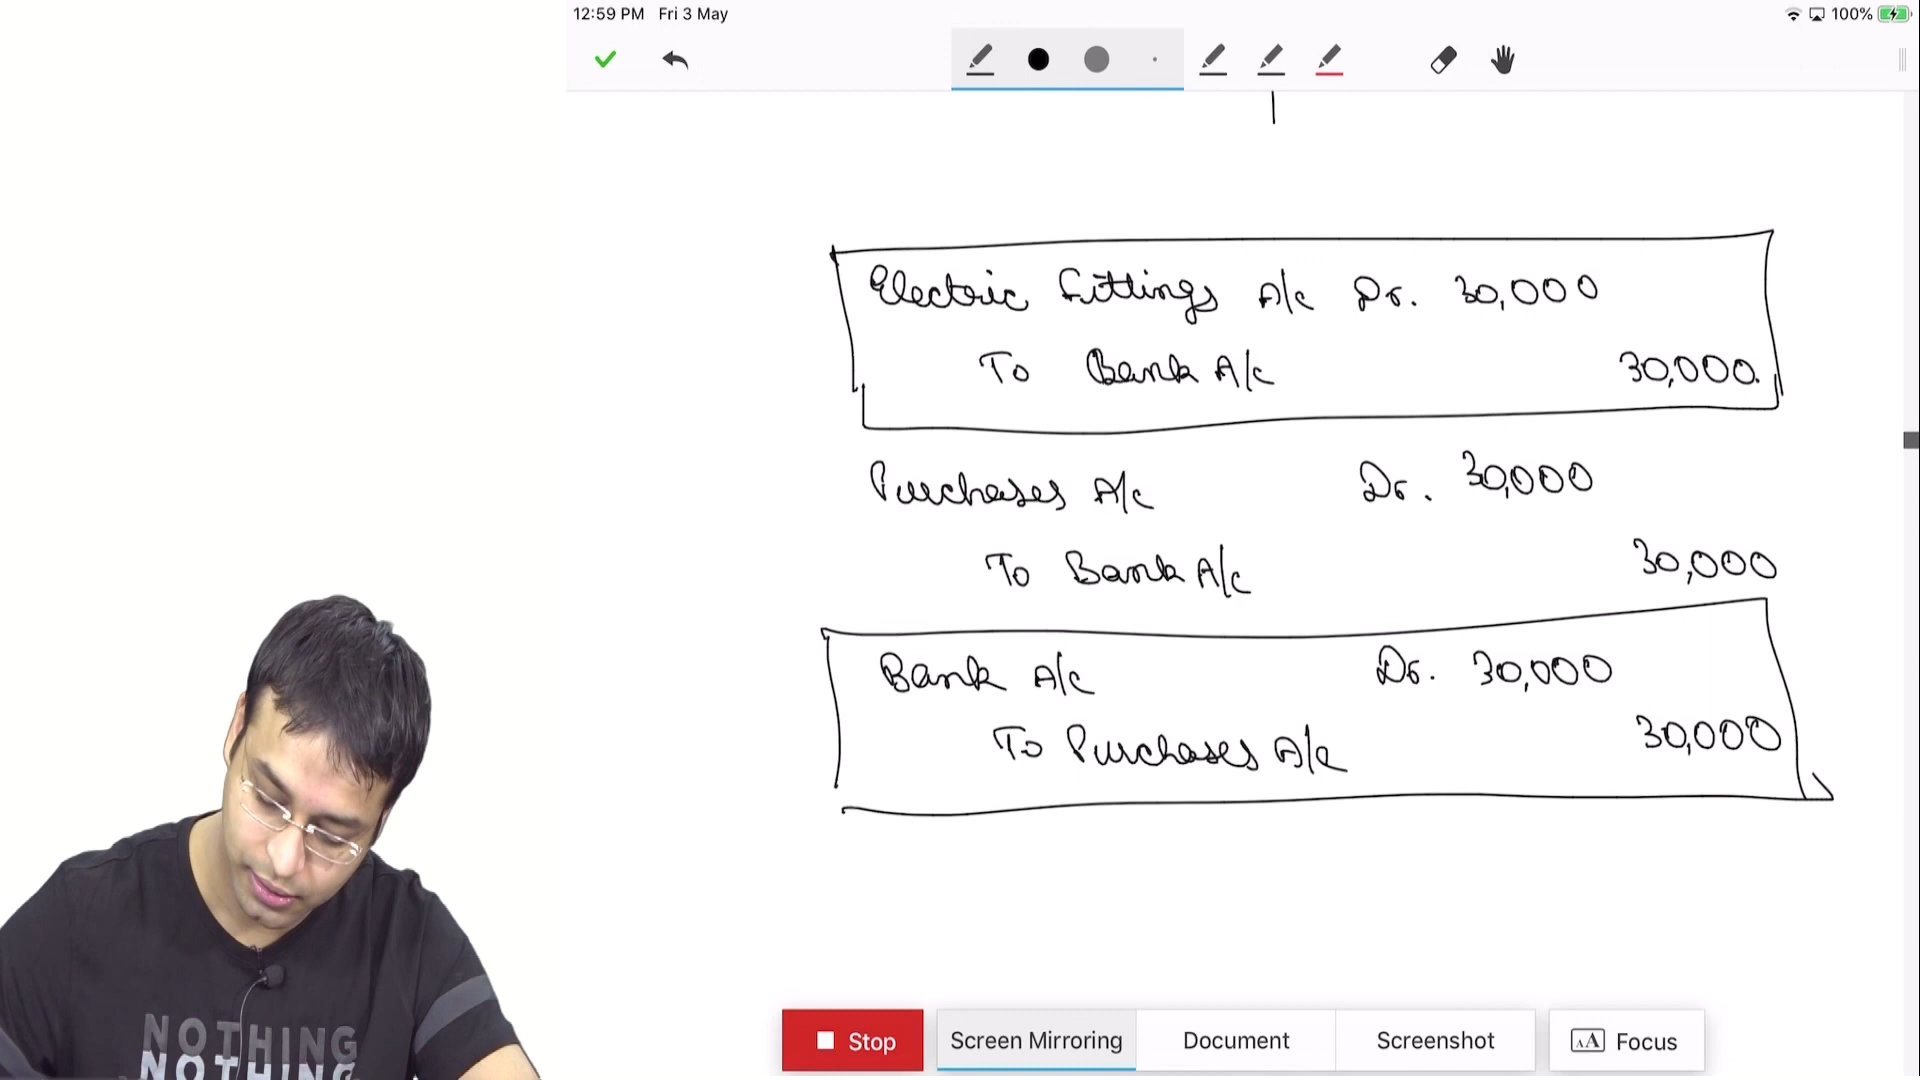 12:59 PM Fri 3 May
100%
Electric Fittings A/c Dr. 30,000
To Bank A/c 30,000.
Purchases A/c Dr. 30,000
To Bank A/c 30,000
Bank A/c Dr. 30,000
To Purchases A/c 30,000
NOTHING
NOTHING
Stop Screen Mirroring Document Screenshot AA Focus